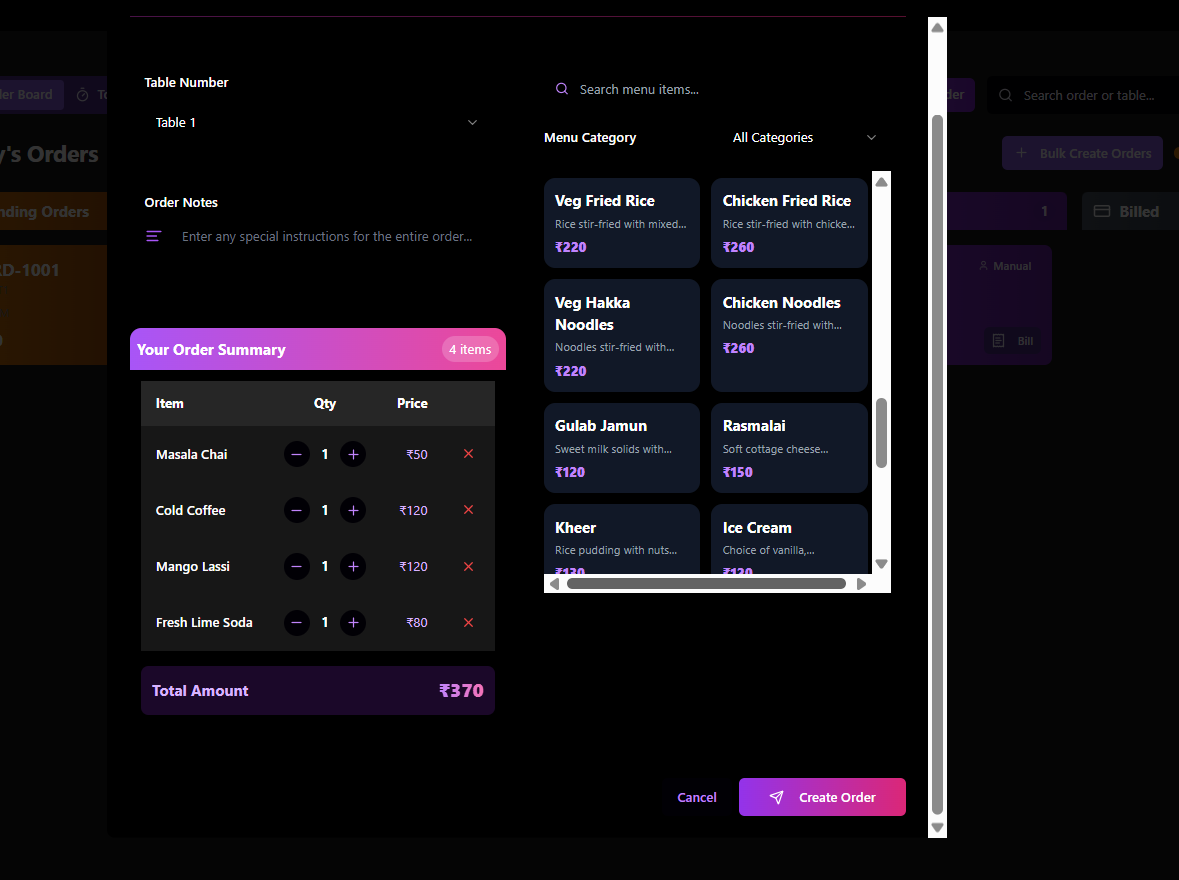 Table Number
Table 1
Order Notes
Enter any special instructions for the entire order...
Your Order Summary
4 items
Item Qty Price
Masala Chai 1 ₹50
Cold Coffee 1 ₹120
Mango Lassi 1 ₹120
Fresh Lime Soda 1 ₹80
Total Amount ₹370
Search menu items...
Menu Category All Categories
Veg Fried Rice
Rice stir-fried with mixed...
₹220
Chicken Fried Rice
Rice stir-fried with chicke...
₹260
Veg Hakka
Noodles
Noodles stir-fried with...
₹220
Chicken Noodles
Noodles stir-fried with...
₹260
Gulab Jamun
Sweet milk solids with...
₹120
Rasmalai
Soft cottage cheese...
₹150
Kheer
Rice pudding with nuts...
₹130
Ice Cream
Choice of vanilla,...
₹120
Cancel
Create Order
er Board
To
y's Orders
nding Orders
D-1001
der
Search order or table...
Bulk Create Orders
1
Billed
Manual
Bill